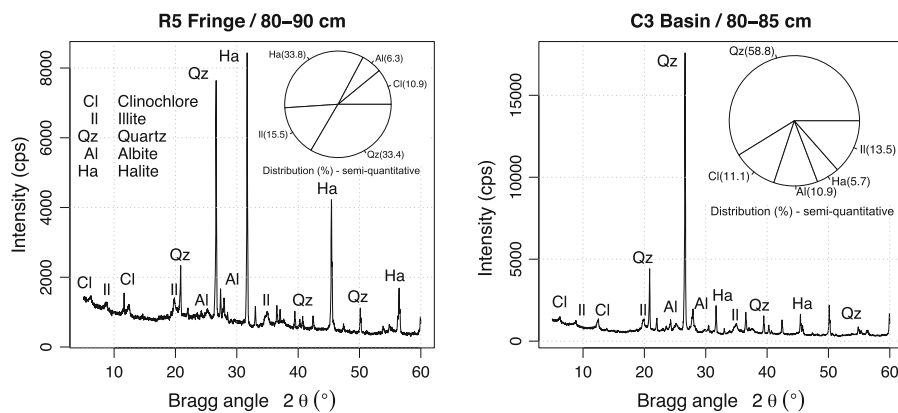 R5 Fringe / 80–90 cm
Intensity (cps)
0 2000 4000 6000 8000
Cl Clinochlore
Il Illite
Qz Quartz
Al Albite
Ha Halite
Ha(33.8)
Al(6.3)
Cl(10.9)
Il(15.5)
Qz(33.4)
Distribution (%) - semi-quantitative
Cl Il Cl Il Qz Al Qz Al Ha Il Qz Ha Qz Ha
10 20 30 40 50 60
Bragg angle 2 θ (°)
C3 Basin / 80–85 cm
Intensity (cps)
0 5000 10000 15000
Qz(58.8)
Il(13.5)
Cl(11.1)
Ha(5.7)
Al(10.9)
Distribution (%) - semi-quantitative
Cl Il Cl Il Qz Al Qz Al Ha Il Qz Ha Qz
10 20 30 40 50 60
Bragg angle 2 θ (°)